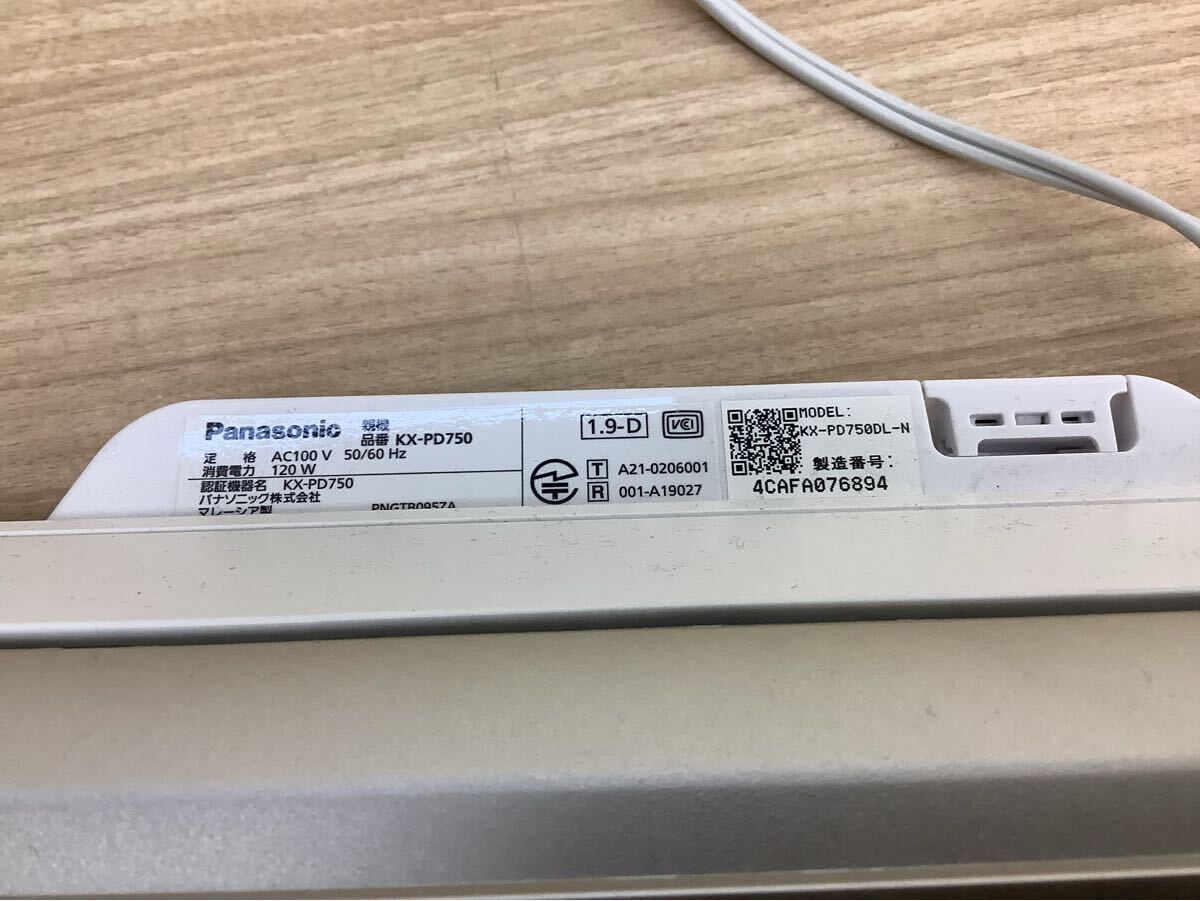 Panasonic 親機
品番 KX-PD750
定 格 AC100 V 50/60 Hz
消費電力 120 W
認証機器名 KX-PD750
パナソニック株式会社
マレーシア製 PNGTB0957A
1.9-D VCCI
T A21-0206001
R 001-A19027
MODEL:
KX-PD750DL-N
製造番号:
4CAFA076894